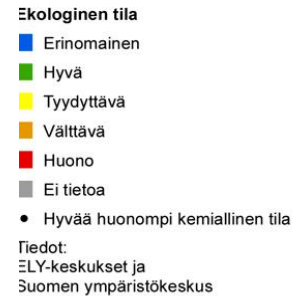 Ekologinen tila
Erinomainen
Hyvä
Tyydyttävä
Välttävä
Huono
Ei tietoa
Hyvää huonompi kemiallinen tila
Tiedot:
ELY-keskukset ja
Suomen ympäristökeskus